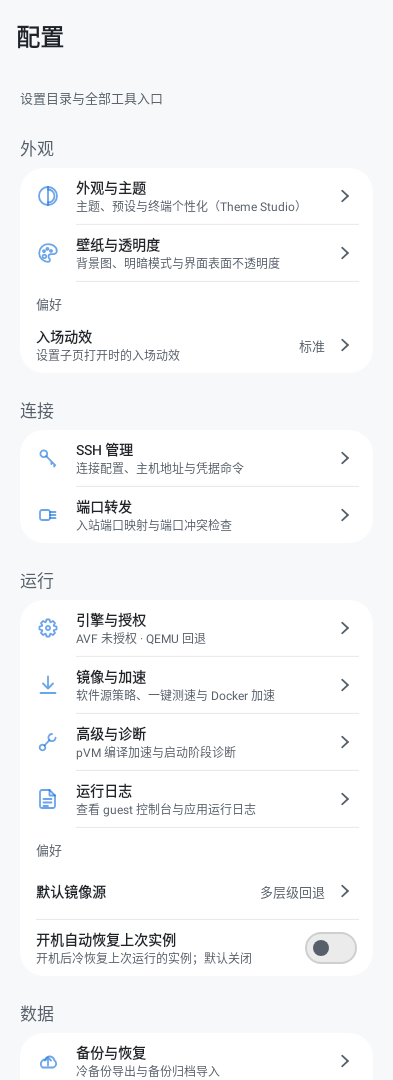 配置
设置目录与全部工具入口
外观
外观与主题
主题、预设与终端个性化（Theme Studio）
壁纸与透明度
背景图、明暗模式与界面表面不透明度
偏好
入场动效
设置子页打开时的入场动效
标准
连接
SSH 管理
连接配置、主机地址与凭据命令
端口转发
入站端口映射与端口冲突检查
运行
引擎与授权
AVF 未授权 · QEMU 回退
镜像与加速
软件源策略、一键测速与 Docker 加速
高级与诊断
pVM 编译加速与启动阶段诊断
运行日志
查看 guest 控制台与应用运行日志
偏好
默认镜像源
多层级回退
开机自动恢复上次实例
开机后冷恢复上次运行的实例；默认关闭
数据
备份与恢复
冷备份导出与备份归档导入